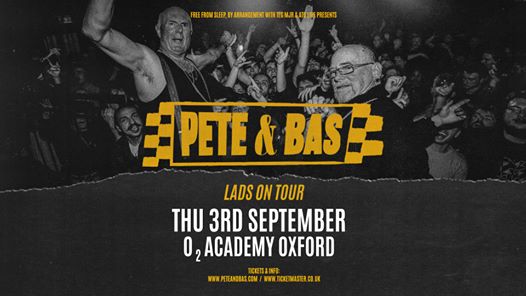 FREE FROM SLEEP, BY ARRANGEMENT WITH ITB MJR & ATC LIVE PRESENTS
PETE & BAS
LADS ON TOUR
THU 3RD SEPTEMBER
O2 ACADEMY OXFORD
TICKETS & INFO:
WWW.PETEANDBAS.COM / WWW.TICKETMASTER.CO.UK